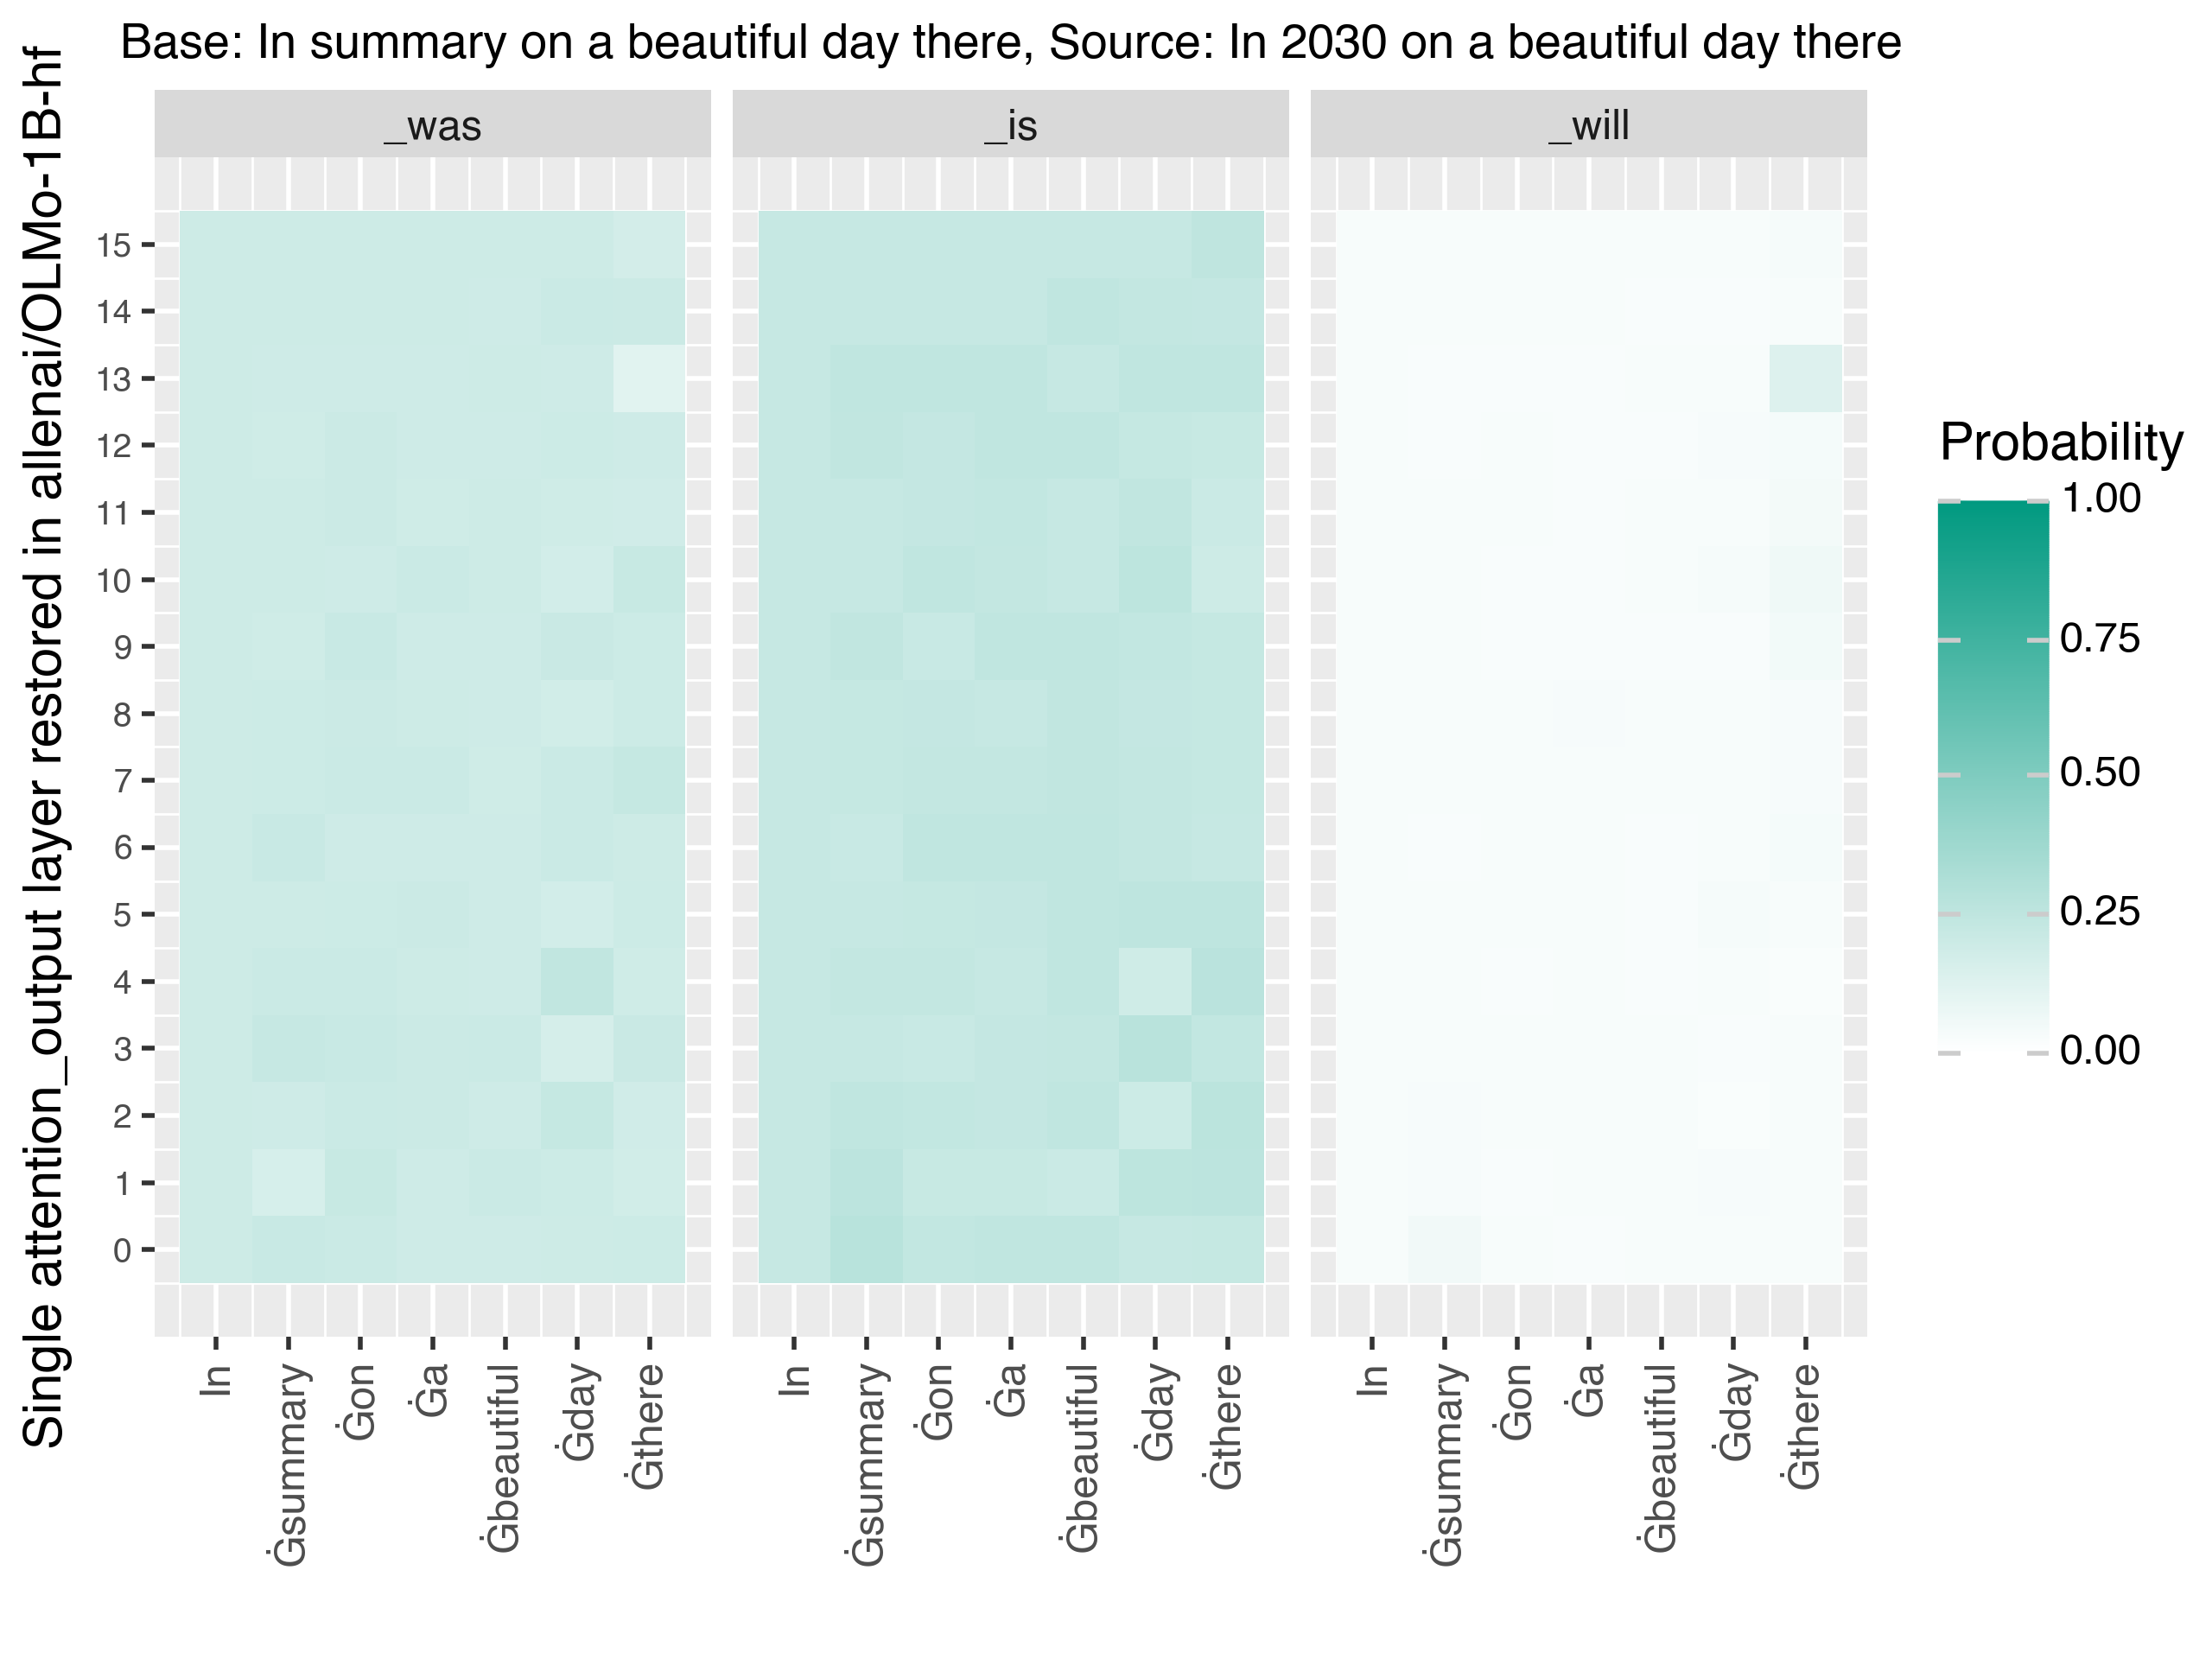 Base: In summary on a beautiful day there, Source: In 2030 on a beautiful day there
Single attention_output layer restored in allenai/OLMo-1B-hf
_was
_is
_will
15
14
13
12
11
10
9
8
7
6
5
4
3
2
1
0
In
Ġsummary
Ġon
Ġa
Ġbeautiful
Ġday
Ġthere
In
Ġsummary
Ġon
Ġa
Ġbeautiful
Ġday
Ġthere
In
Ġsummary
Ġon
Ġa
Ġbeautiful
Ġday
Ġthere
Probability
1.00
0.75
0.50
0.25
0.00